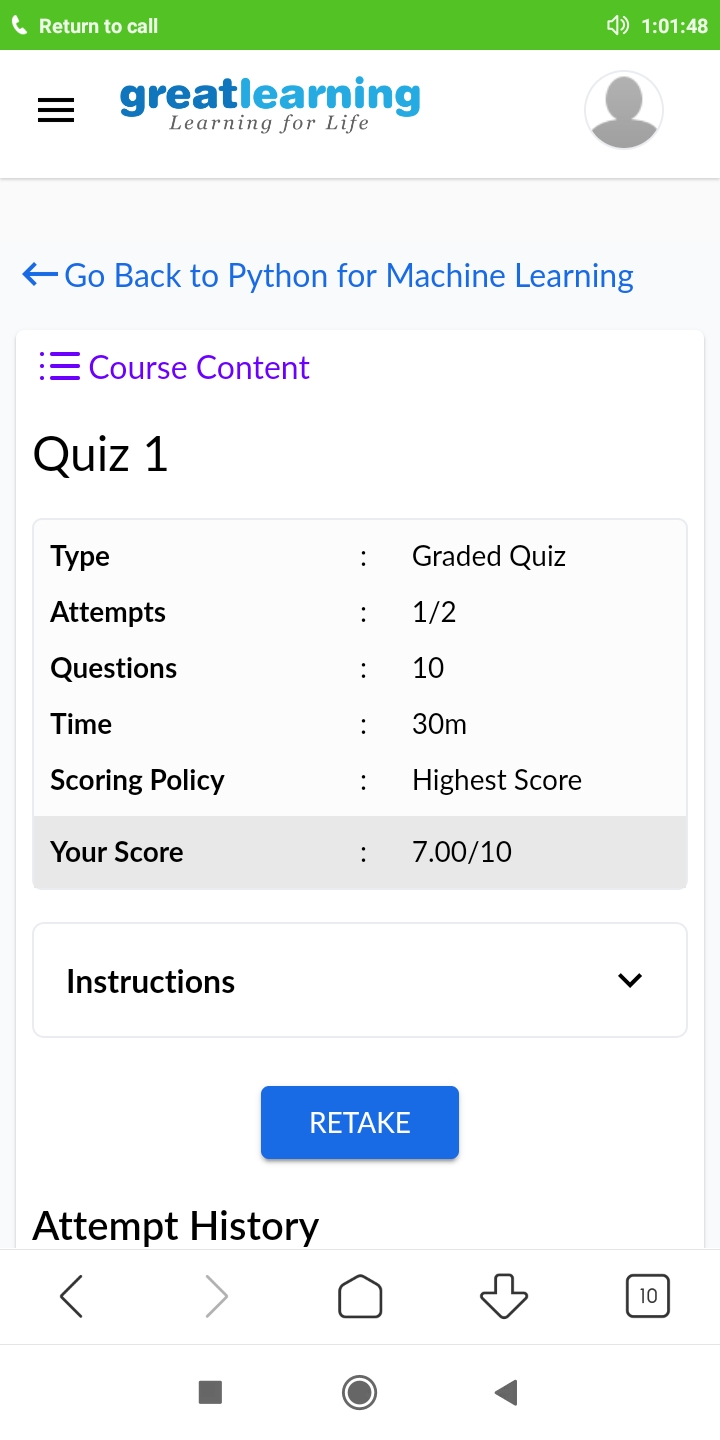 Return to call 1:01:48
greatlearning
Learning for Life
Go Back to Python for Machine Learning
Course Content
Quiz 1
Type : Graded Quiz
Attempts : 1/2
Questions : 10
Time : 30m
Scoring Policy : Highest Score
Your Score : 7.00/10
Instructions
RETAKE
Attempt History
10